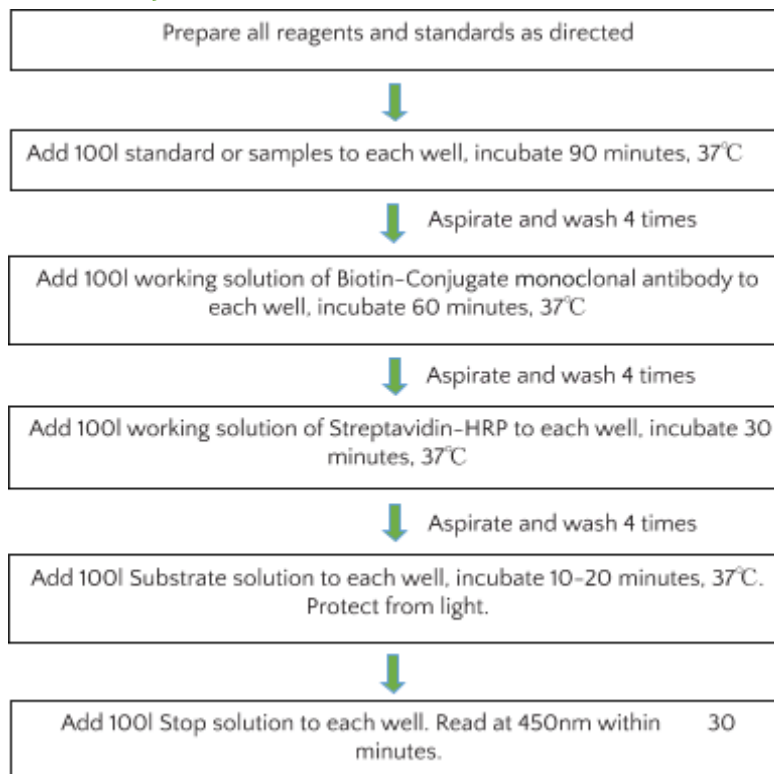 Prepare all reagents and standards as directed
Add 100l standard or samples to each well, incubate 90 minutes, 37℃
Aspirate and wash 4 times
Add 100l working solution of Biotin-Conjugate monoclonal antibody to
each well, incubate 60 minutes, 37℃
Aspirate and wash 4 times
Add 100l working solution of Streptavidin-HRP to each well, incubate 30
minutes, 37℃
Aspirate and wash 4 times
Add 100l Substrate solution to each well, incubate 10-20 minutes, 37℃.
Protect from light.
Add 100l Stop solution to each well. Read at 450nm within 30
minutes.